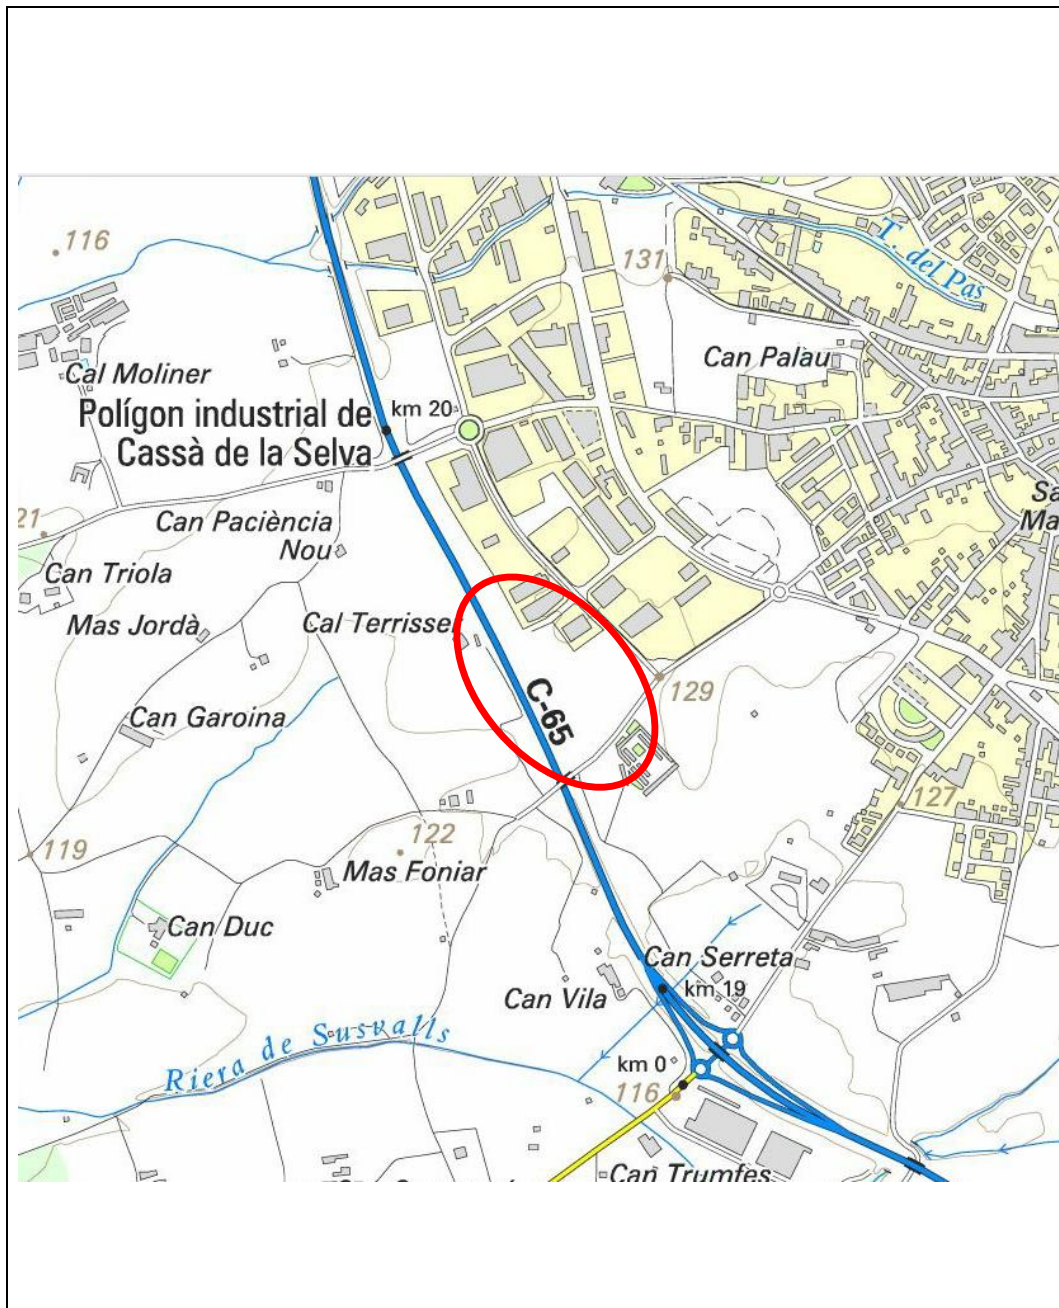 116
T. del Pas
131
Can Palau
Cal Moliner
km 20
Polígon industrial de
Cassà de la Selva
21
Can Paciència
Nou
Can Triola
Mas Jordà
Cal Terrisser
129
C-65
Can Garoina
127
119
122
Mas Foniar
Can Duc
Can Serreta
km 19
Can Vila
Riera de Susvalls
km 0
116
Can Trumfes